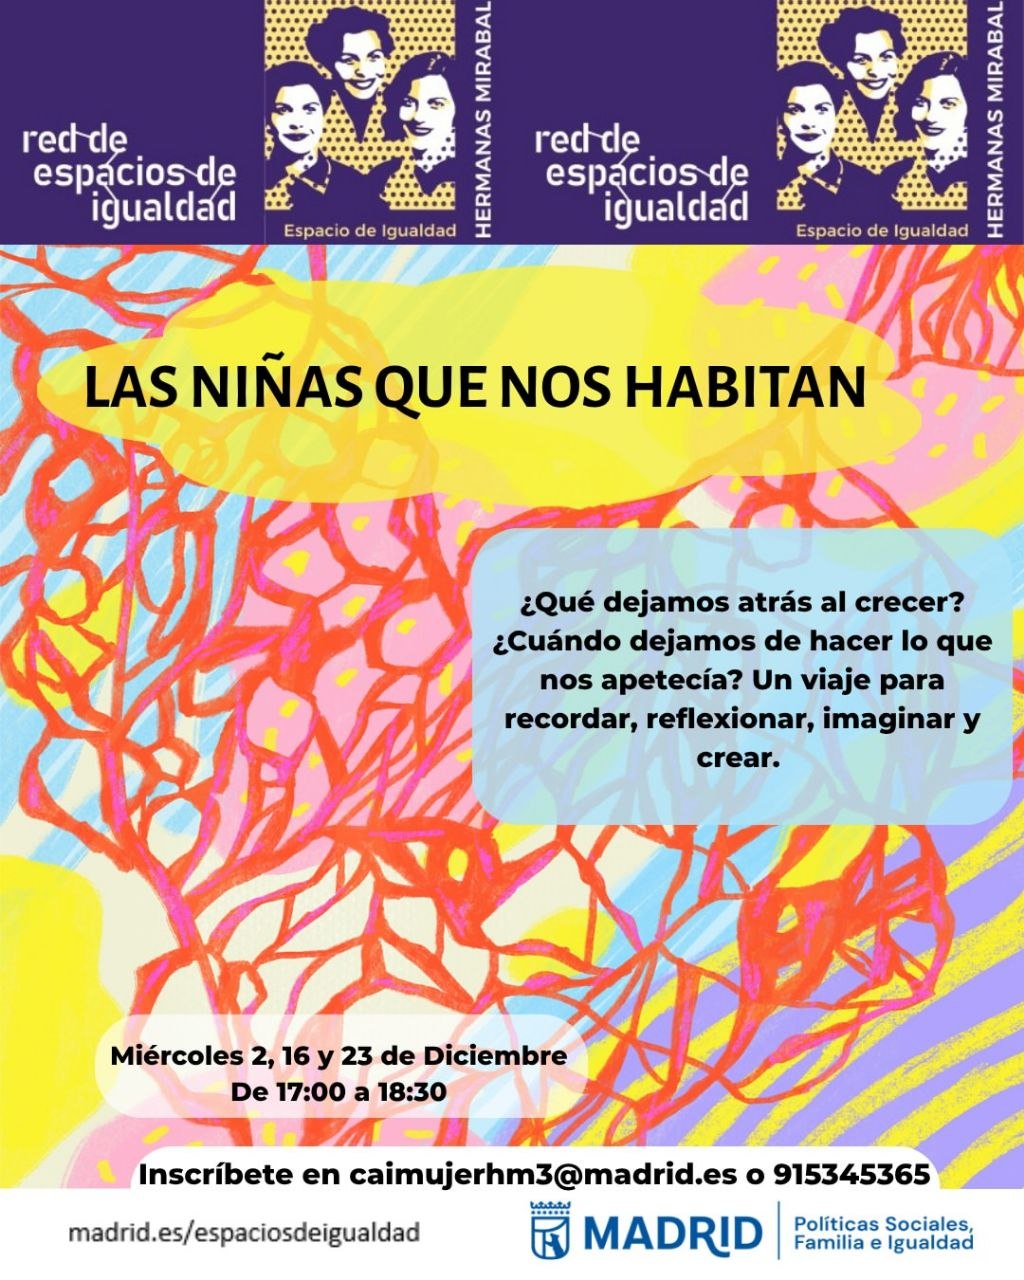 red de
espacios de
igualdad
HERMANAS MIRABAL
Espacio de Igualdad
red de
espacios de
igualdad
HERMANAS MIRABAL
Espacio de Igualdad
LAS NIÑAS QUE NOS HABITAN
¿Qué dejamos atrás al crecer?
¿Cuándo dejamos de hacer lo que
nos apetecía? Un viaje para
recordar, reflexionar, imaginar y
crear.
Miércoles 2, 16 y 23 de Diciembre
De 17:00 a 18:30
Inscríbete en caimujerhm3@madrid.es o 915345365
madrid.es/espaciosdeigualdad
MADRID
Políticas Sociales,
Familia e Igualdad